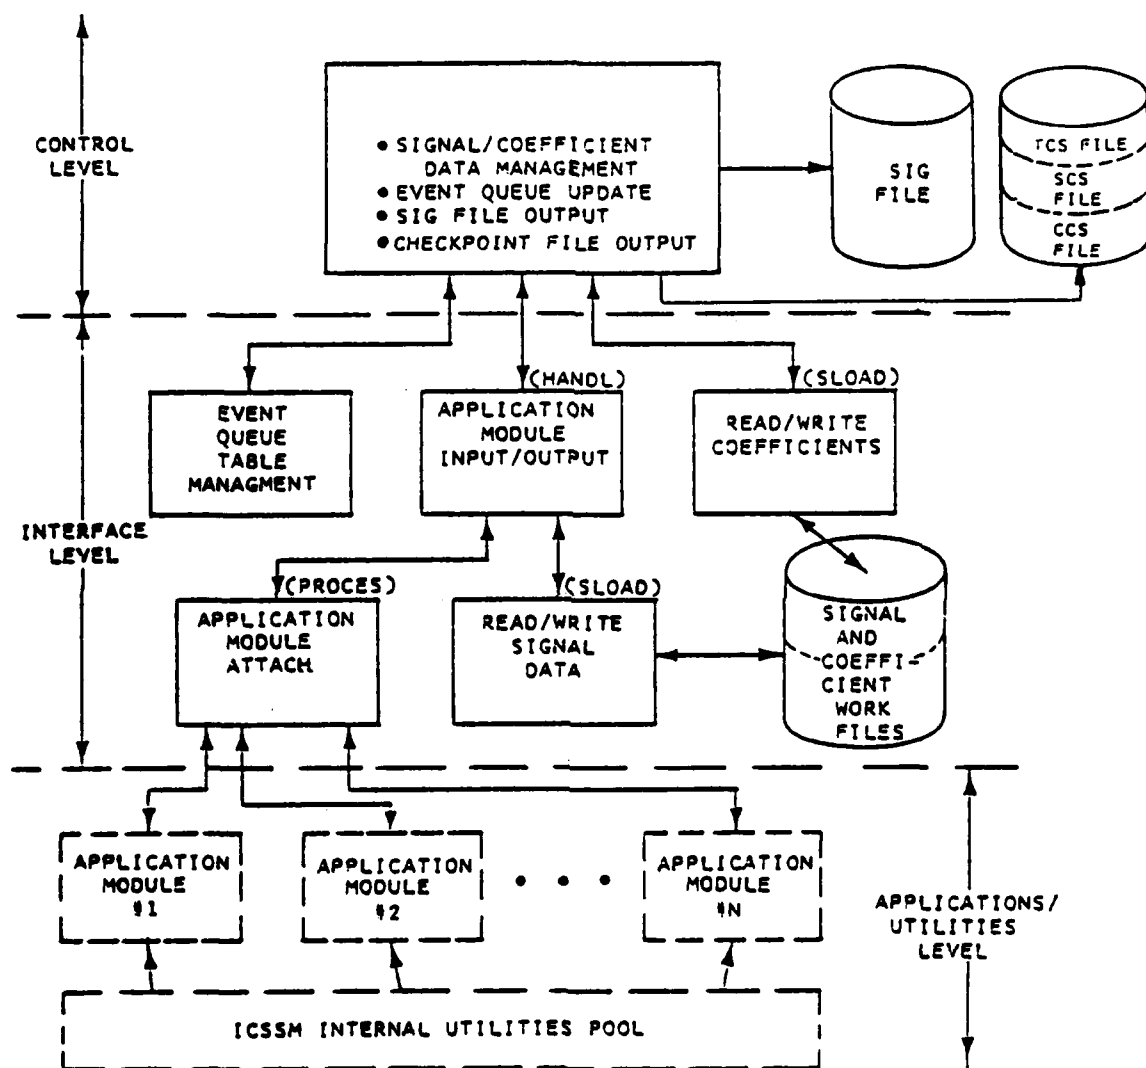 CONTROL
LEVEL
• SIGNAL/COEFFICIENT
DATA MANAGEMENT
• EVENT QUEUE UPDATE
• SIG FILE OUTPUT
• CHECKPOINT FILE OUTPUT
SIG
FILE
TCS FILE
SCS
FILE
CCS
FILE
INTERFACE
LEVEL
EVENT
QUEUE
TABLE
MANAGMENT
(HANDL)
APPLICATION
MODULE
INPUT/OUTPUT
(SLOAD)
READ/WRITE
COEFFICIENTS
(PROCES)
APPLICATION
MODULE
ATTACH
(SLOAD)
READ/WRITE
SIGNAL
DATA
SIGNAL
AND
COEFFI-
CIENT
WORK
FILES
APPLICATION
MODULE
#1
APPLICATION
MODULE
#2
• • •
APPLICATION
MODULE
#N
APPLICATIONS/
UTILITIES
LEVEL
ICSSM INTERNAL UTILITIES POOL